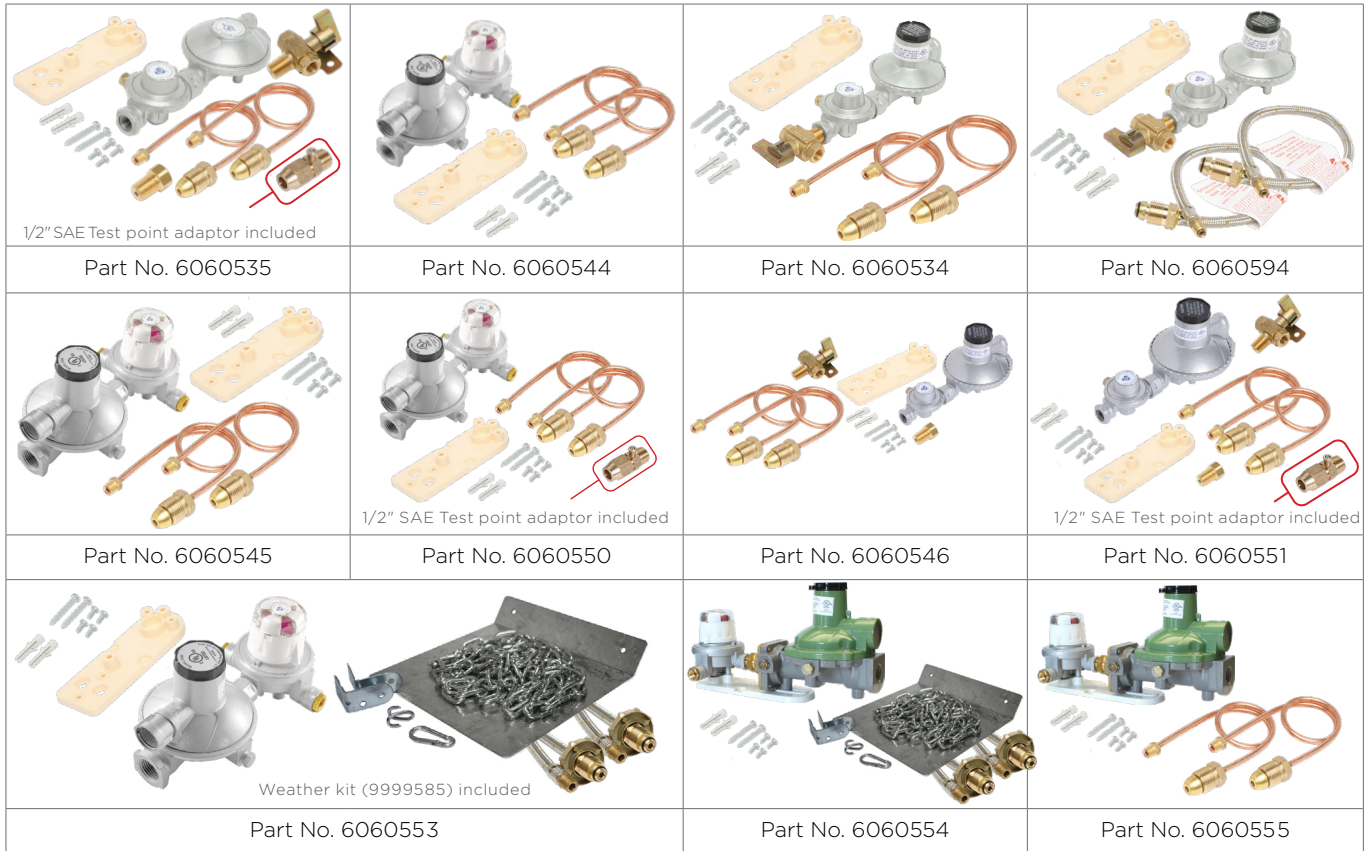 1/2" SAE Test point adaptor included
Part No. 6060535
Part No. 6060544
Part No. 6060534
Part No. 6060594
Part No. 6060545
1/2" SAE Test point adaptor included
Part No. 6060550
Part No. 6060546
1/2" SAE Test point adaptor included
Part No. 6060551
Weather kit (9999585) included
Part No. 6060553
Part No. 6060554
Part No. 6060555